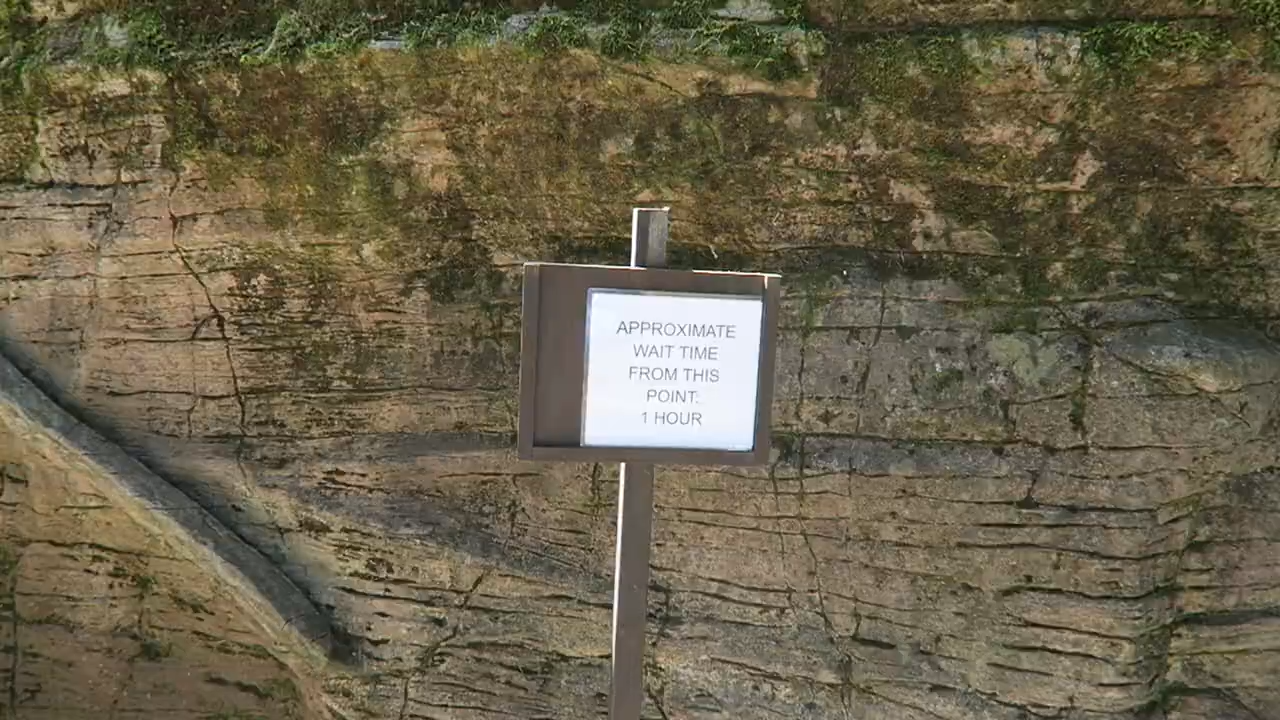 APPROXIMATE
WAIT TIME
FROM THIS
POINT:
1 HOUR